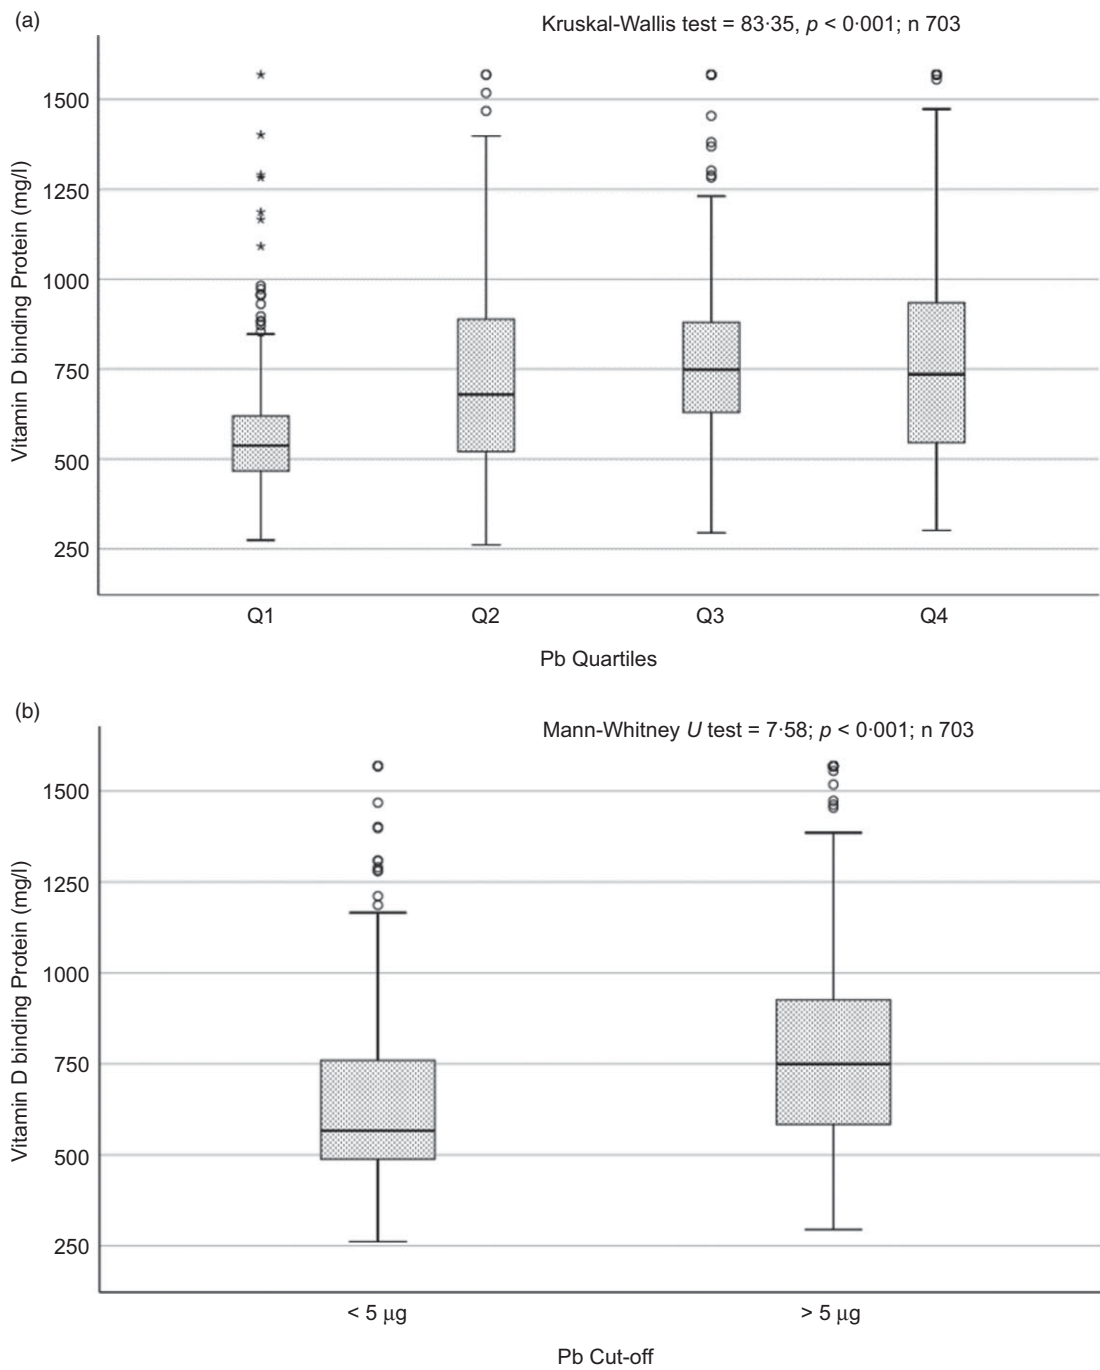 (a)
Kruskal-Wallis test = 83·35, p < 0·001; n 703
Vitamin D binding Protein (mg/l)
1500
1250
1000
750
500
250
Q1 Q2 Q3 Q4
Pb Quartiles
(b)
Mann-Whitney U test = 7·58; p < 0·001; n 703
Vitamin D binding Protein (mg/l)
1500
1250
1000
750
500
250
< 5 μg > 5 μg
Pb Cut-off